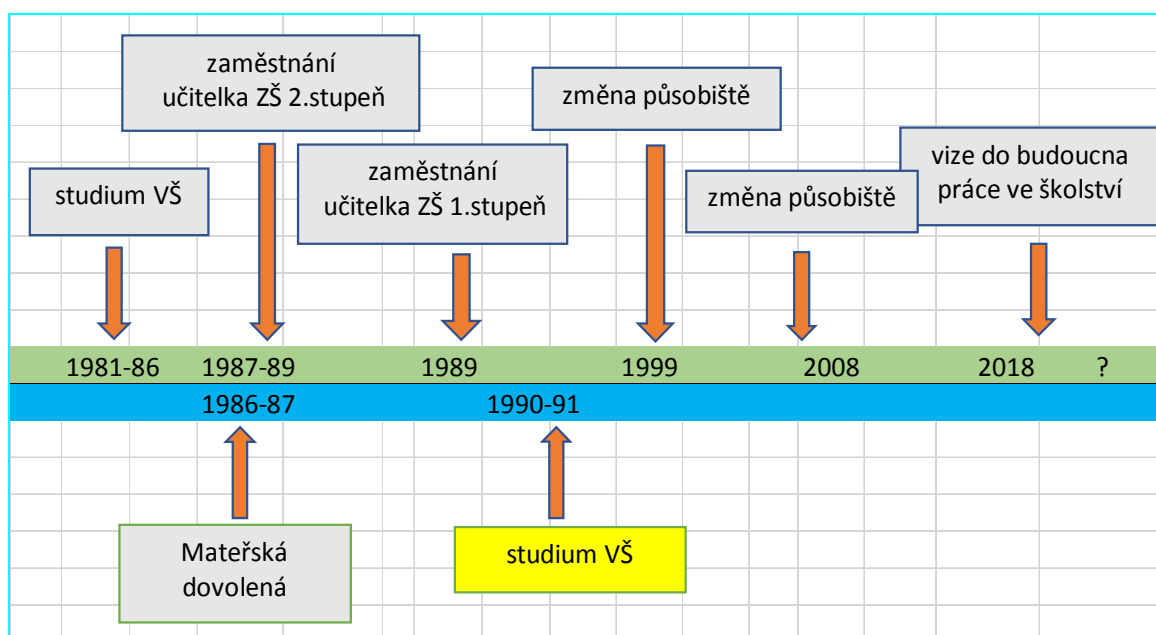 zaměstnání
učitelka ZŠ 2.stupeň
změna působiště
zaměstnání
učitelka ZŠ 1.stupeň
vize do budoucna
práce ve školství
studium VŠ
změna působiště
1981-86 1987-89 1989 1999 2008 2018 ?
1986-87 1990-91
Mateřská
dovolená
studium VŠ